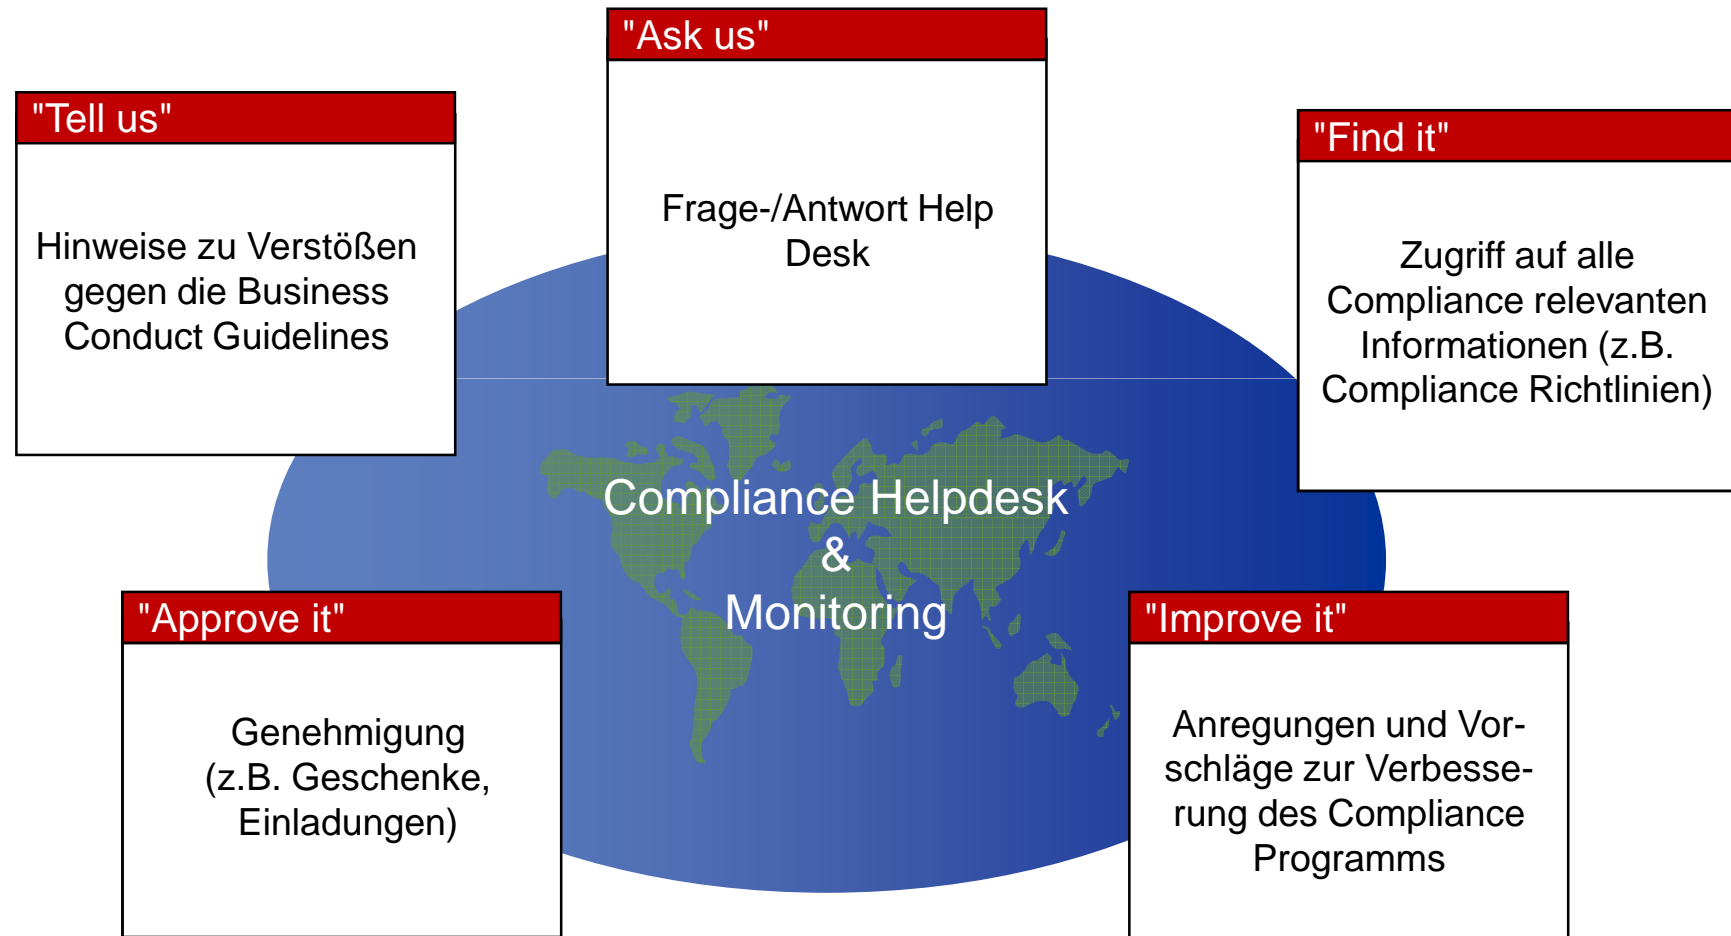 "Ask us"
Frage-/Antwort Help
Desk
"Tell us"
Hinweise zu Verstößen
gegen die Business
Conduct Guidelines
"Find it"
Zugriff auf alle
Compliance relevanten
Informationen (z.B.
Compliance Richtlinien)
Compliance Helpdesk
&
Monitoring
"Approve it"
Genehmigung
(z.B. Geschenke,
Einladungen)
"Improve it"
Anregungen und Vor-
schläge zur Verbesse-
rung des Compliance
Programms